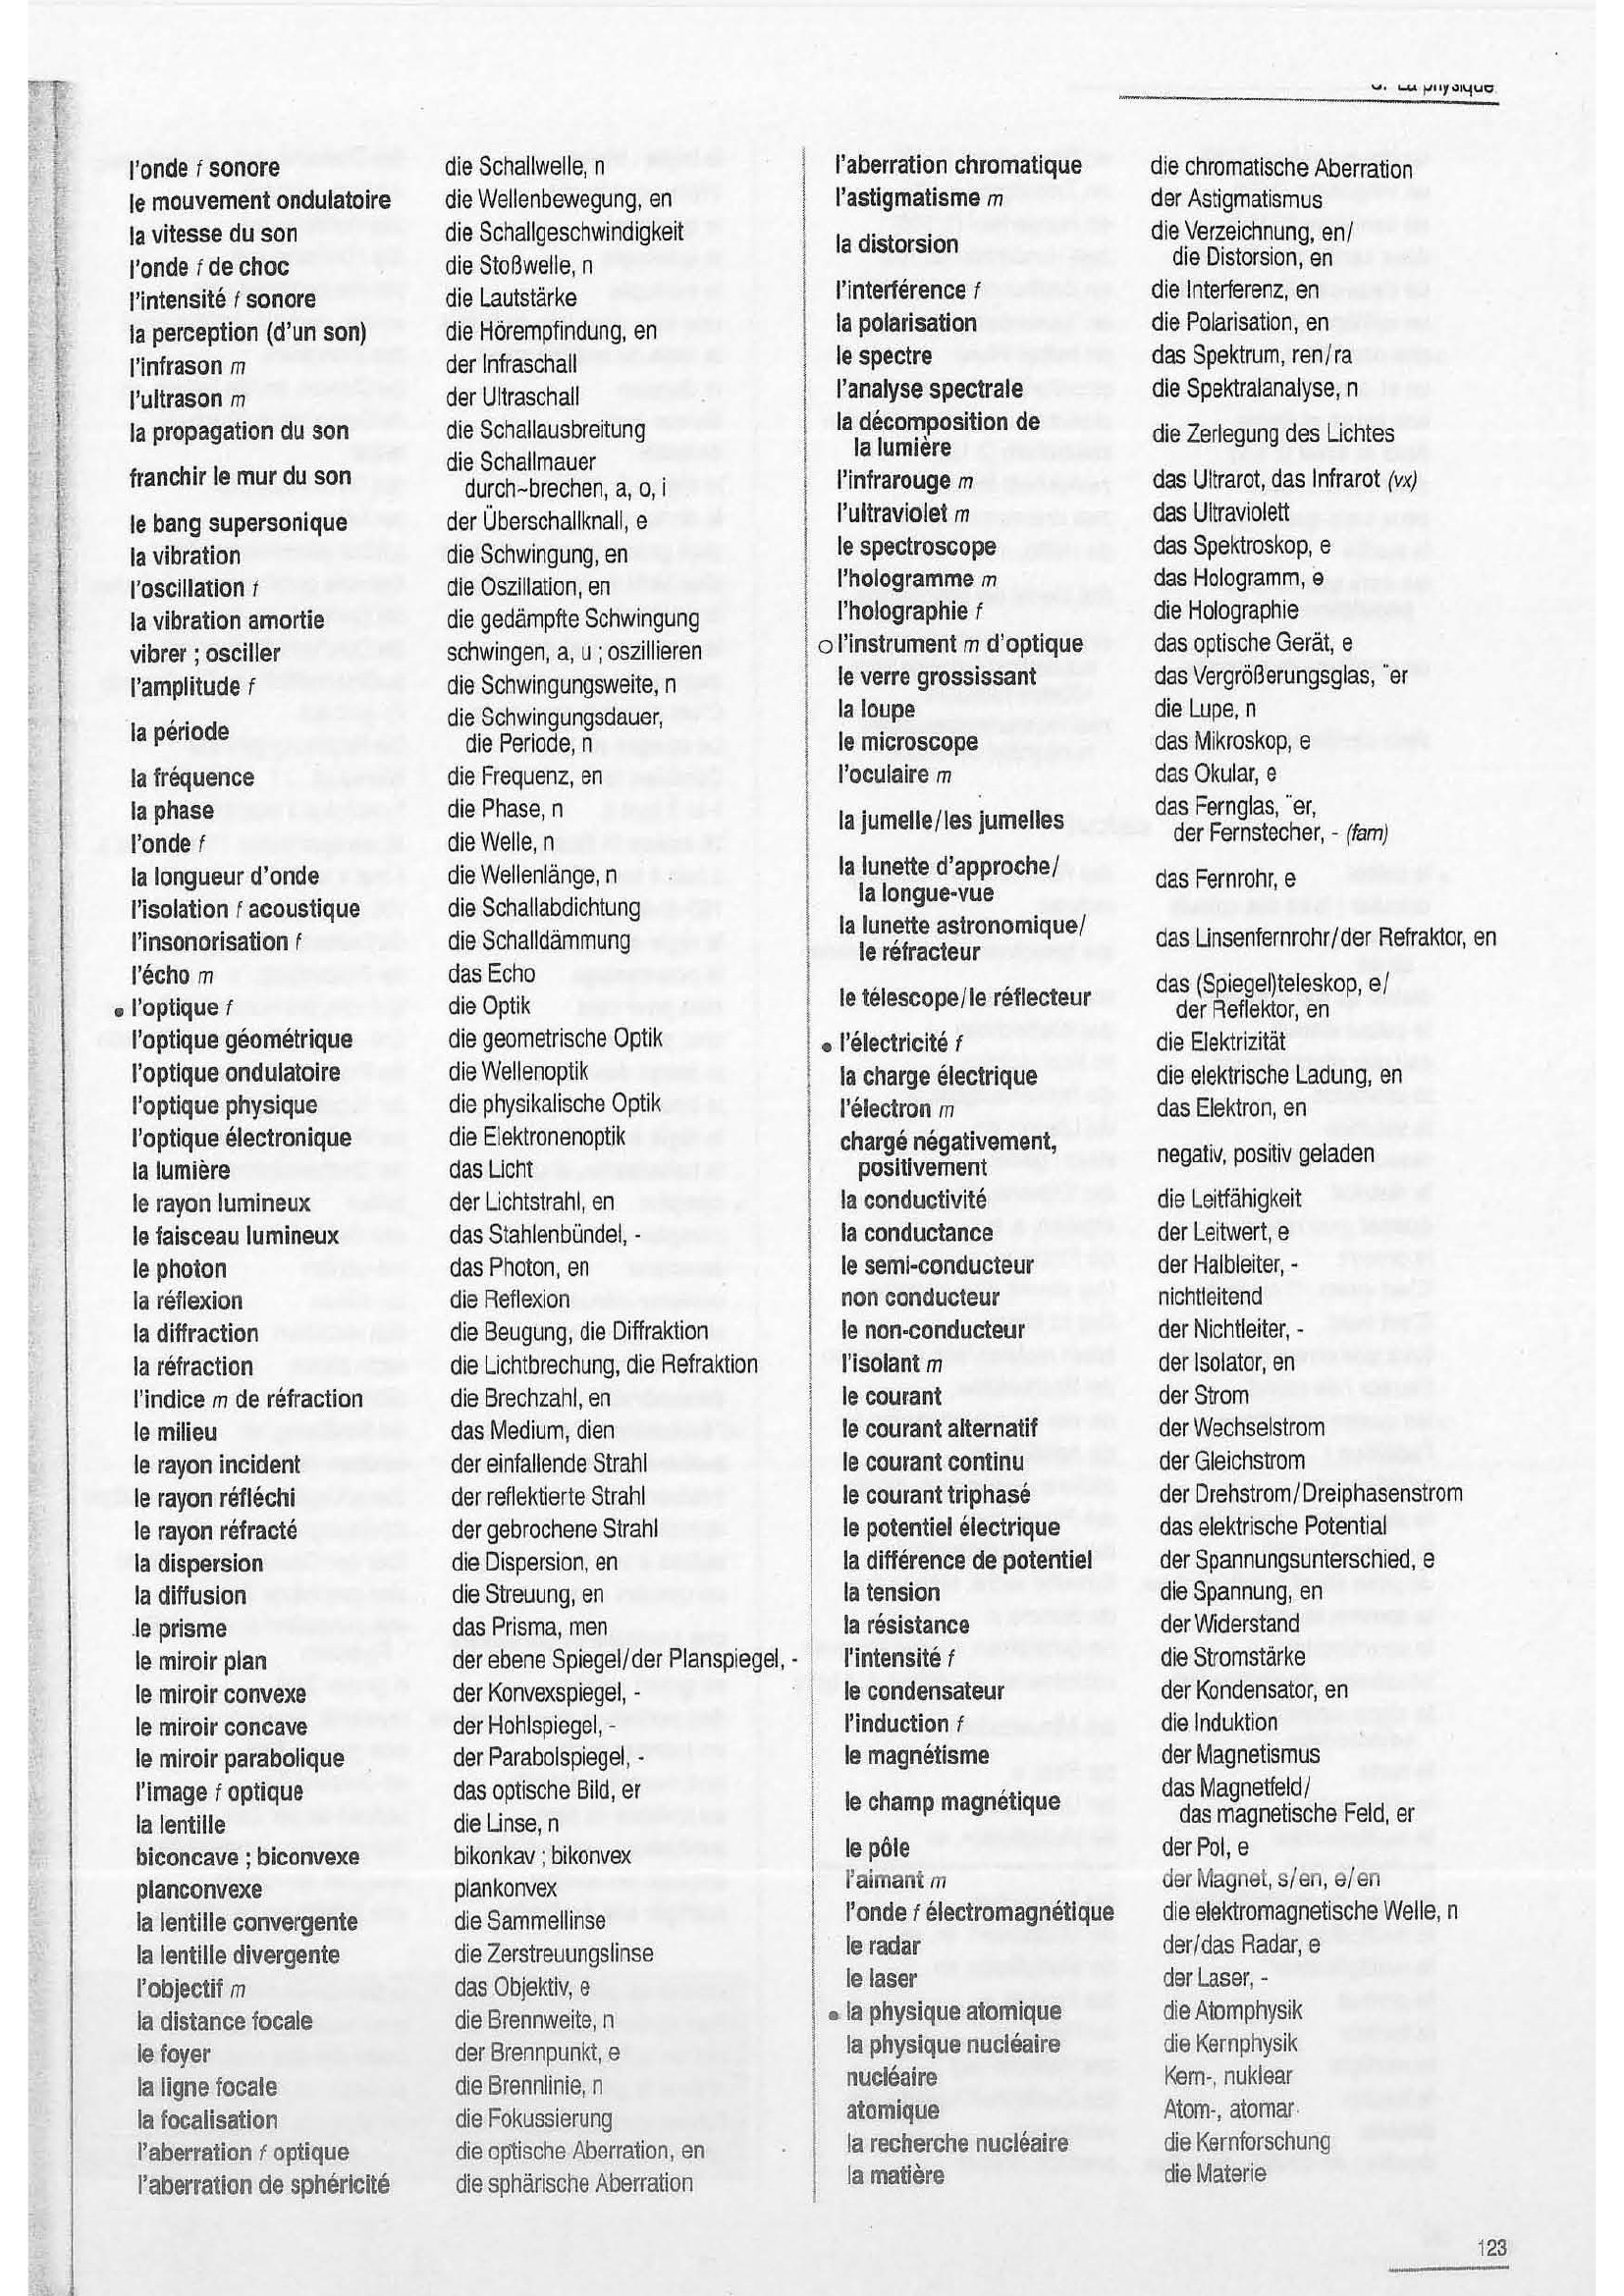 La physique
l'onde f sonore die Schallwelle, n
le mouvement ondulatoire die Wellenbewegung, en
la vitesse du son die Schallgeschwindigkeit
l'onde f de choc die Stoßwelle, n
l'intensité f sonore die Lautstärke
la perception (d'un son) die Hörempfindung, en
l'infrason m der Infraschall
l'ultrason m der Ultraschall
la propagation du son die Schallausbreitung
franchir le mur du son die Schallmauer
durch~brechen, a, o, i
le bang supersonique der Überschallknall, e
la vibration die Schwingung, en
l'oscillation f die Oszillation, en
la vibration amortie die gedämpfte Schwingung
vibrer ; osciller schwingen, a, u ; oszillieren
l'amplitude f die Schwingungsweite, n
la période die Schwingungsdauer,
die Periode, n
la fréquence die Frequenz, en
la phase die Phase, n
l'onde f die Welle, n
la longueur d'onde die Wellenlänge, n
l'isolation f acoustique die Schallabdichtung
l'insonorisation f die Schalldämmung
l'écho m das Echo
• l'optique f die Optik
l'optique géométrique die geometrische Optik
l'optique ondulatoire die Wellenoptik
l'optique physique die physikalische Optik
l'optique électronique die Elektronenoptik
la lumière das Licht
le rayon lumineux der Lichtstrahl, en
le faisceau lumineux das Stahlenbündel, -
le photon das Photon, en
la réflexion die Reflexion
la diffraction die Beugung, die Diffraktion
la réfraction die Lichtbrechung, die Refraktion
l'indice m de réfraction die Brechzahl, en
le milieu das Medium, dien
le rayon incident der einfallende Strahl
le rayon réfléchi der reflektierte Strahl
le rayon réfracté der gebrochene Strahl
la dispersion die Dispersion, en
la diffusion die Streuung, en
le prisme das Prisma, men
le miroir plan der ebene Spiegel/der Planspiegel, -
le miroir convexe der Konvexspiegel, -
le miroir concave der Hohlspiegel, -
le miroir parabolique der Parabolspiegel, -
l'image f optique das optische Bild, er
la lentille die Linse, n
biconcave ; biconvexe bikonkav ; bikonvex
planconvexe plankonvex
la lentille convergente die Sammellinse
la lentille divergente die Zerstreuungslinse
l'objectif m das Objektiv, e
la distance focale die Brennweite, n
le foyer der Brennpunkt, e
la ligne focale die Brennlinie, n
la focalisation die Fokussierung
l'aberration f optique die optische Aberration, en
l'aberration de sphéricité die sphärische Aberration
l'aberration chromatique die chromatische Aberration
l'astigmatisme m der Astigmatismus
la distorsion die Verzeichnung, en/
die Distorsion, en
l'interférence f die Interferenz, en
la polarisation die Polarisation, en
le spectre das Spektrum, ren/ra
l'analyse spectrale die Spektralanalyse, n
la décomposition de
la lumière die Zerlegung des Lichtes
l'infrarouge m das Ultrarot, das Infrarot (vx)
l'ultraviolet m das Ultraviolett
le spectroscope das Spektroskop, e
l'hologramme m das Hologramm, e
l'holographie f die Holographie
o l'instrument m d'optique das optische Gerät, e
le verre grossissant das Vergrößerungsglas, ¨er
la loupe die Lupe, n
le microscope das Mikroskop, e
l'oculaire m das Okular, e
la jumelle/les jumelles das Fernglas, ¨er,
der Fernstecher, - (fam)
la lunette d'approche/
la longue-vue das Fernrohr, e
la lunette astronomique/
le réfracteur das Linsenfernrohr/der Refraktor, en
le télescope/le réflecteur das (Spiegel)teleskop, e/
der Reflektor, en
• l'électricité f die Elektrizität
la charge électrique die elektrische Ladung, en
l'électron m das Elektron, en
chargé négativement,
positivement negativ, positiv geladen
la conductivité die Leitfähigkeit
la conductance der Leitwert, e
le semi-conducteur der Halbleiter, -
non conducteur nichtleitend
le non-conducteur der Nichtleiter, -
l'isolant m der Isolator, en
le courant der Strom
le courant alternatif der Wechselstrom
le courant continu der Gleichstrom
le courant triphasé der Drehstrom/Dreiphasenstrom
le potentiel électrique das elektrische Potential
la différence de potentiel der Spannungsunterschied, e
la tension die Spannung, en
la résistance der Widerstand
l'intensité f die Stromstärke
le condensateur der Kondensator, en
l'induction f die Induktion
le magnétisme der Magnetismus
le champ magnétique das Magnetfeld/
das magnetische Feld, er
le pôle der Pol, e
l'aimant m der Magnet, s/en, e/en
l'onde f électromagnétique die elektromagnetische Welle, n
le radar der/das Radar, e
le laser der Laser, -
• la physique atomique die Atomphysik
la physique nucléaire die Kernphysik
nucléaire Kern-, nuklear
atomique Atom-, atomar
la recherche nucléaire die Kernforschung
la matière die Materie
123